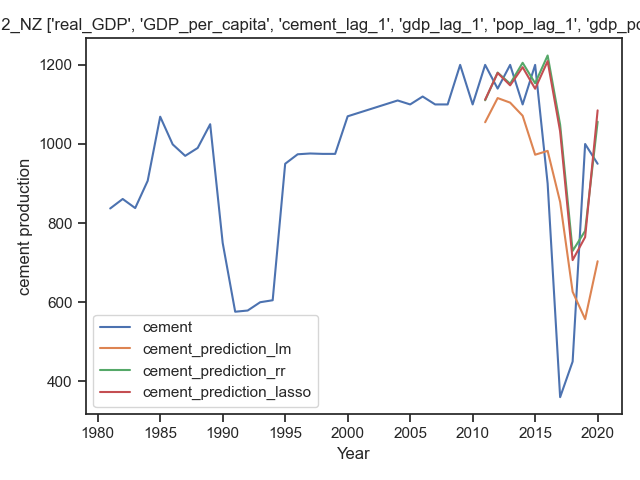 2_NZ ['real_GDP', 'GDP_per_capita', 'cement_lag_1', 'gdp_lag_1', 'pop_lag_1', 'gdp_po
1200
1000
800
600
400
cement production
cement
cement_prediction_lm
cement_prediction_rr
cement_prediction_lasso
1980 1985 1990 1995 2000 2005 2010 2015 2020
Year